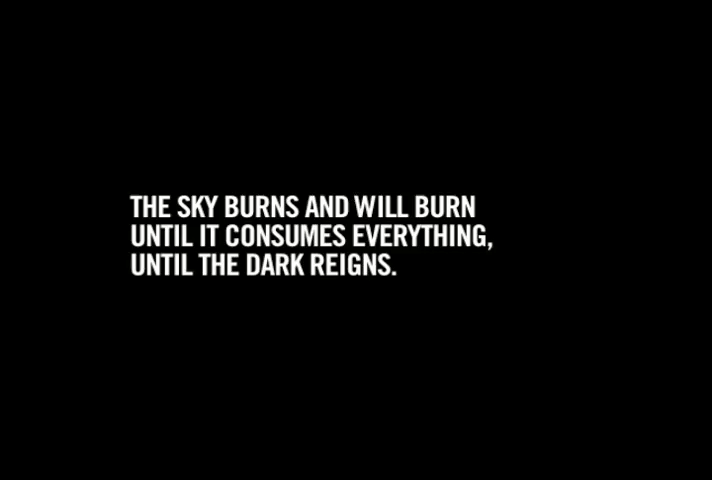 THE SKY BURNS AND WILL BURN
UNTIL IT CONSUMES EVERYTHING,
UNTIL THE DARK REIGNS.